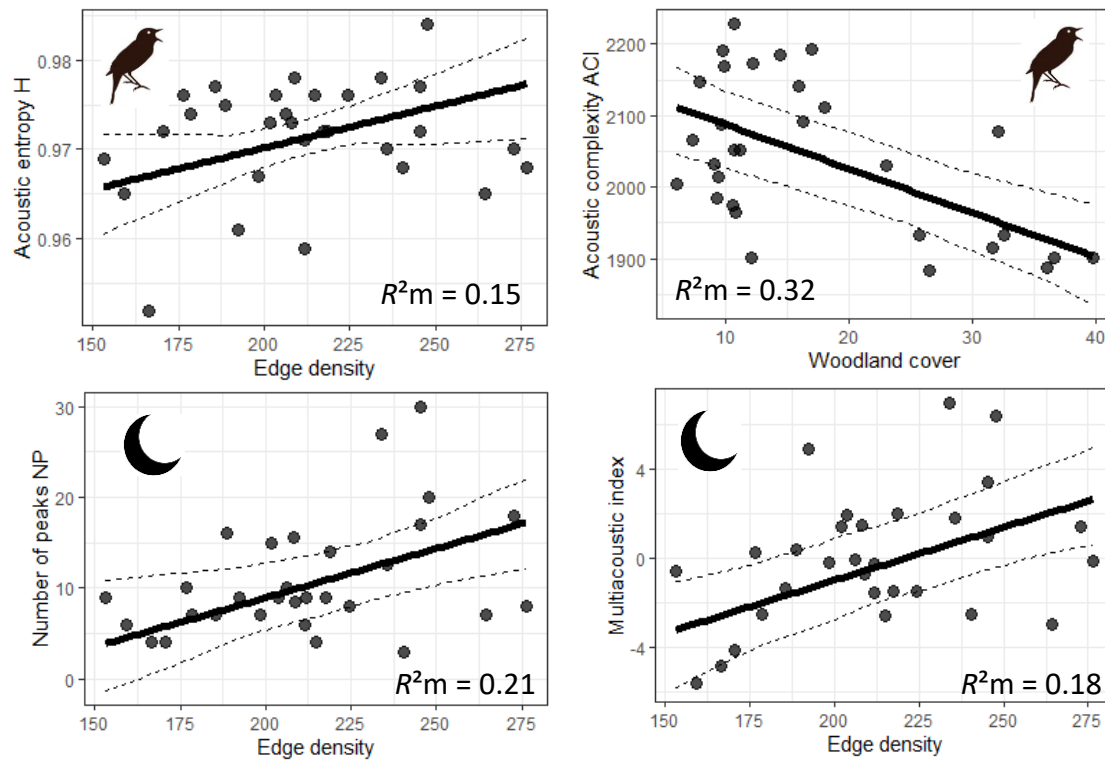 Acoustic entropy H
0.98
0.97
0.96
R²m = 0.15
150 175 200 225 250 275
Edge density
Acoustic complexity ACI
2200
2100
2000
1900
R²m = 0.32
10 20 30 40
Woodland cover
Number of peaks NP
30
20
10
0
R²m = 0.21
150 175 200 225 250 275
Edge density
Multiacoustic index
4
0
-4
R²m = 0.18
150 175 200 225 250 275
Edge density